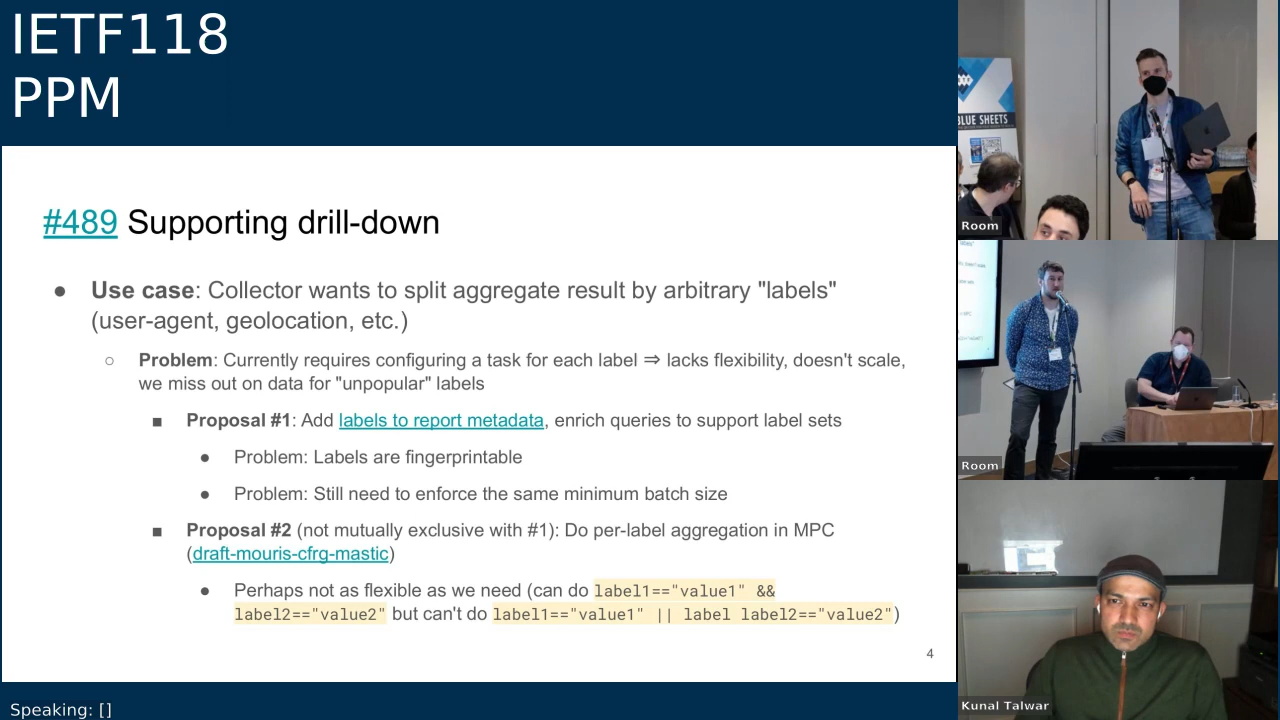 IETF118
PPM
#489 Supporting drill-down
● Use case: Collector wants to split aggregate result by arbitrary "labels"
(user-agent, geolocation, etc.)
○ Problem: Currently requires configuring a task for each label ⇒ lacks flexibility, doesn't scale,
we miss out on data for "unpopular" labels
■ Proposal #1: Add labels to report metadata, enrich queries to support label sets
● Problem: Labels are fingerprintable
● Problem: Still need to enforce the same minimum batch size
■ Proposal #2 (not mutually exclusive with #1): Do per-label aggregation in MPC
(draft-mouris-cfrg-mastic)
● Perhaps not as flexible as we need (can do label1=="value1" &&
label2=="value2" but can't do label1=="value1" || label label2=="value2")
4
Speaking: []
BLUE SHEETS
Room
Room
Kunal Talwar